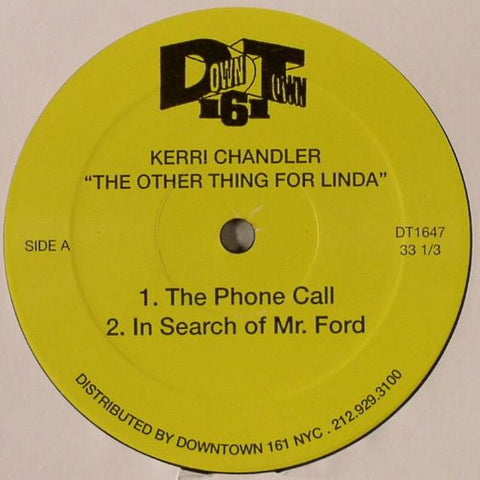 DOWN TOWN
161
KERRI CHANDLER
“THE OTHER THING FOR LINDA”
SIDE A
DT1647
33 1/3
1. The Phone Call
2. In Search of Mr. Ford
DISTRIBUTED BY DOWNTOWN 161 NYC . 212.929.3100